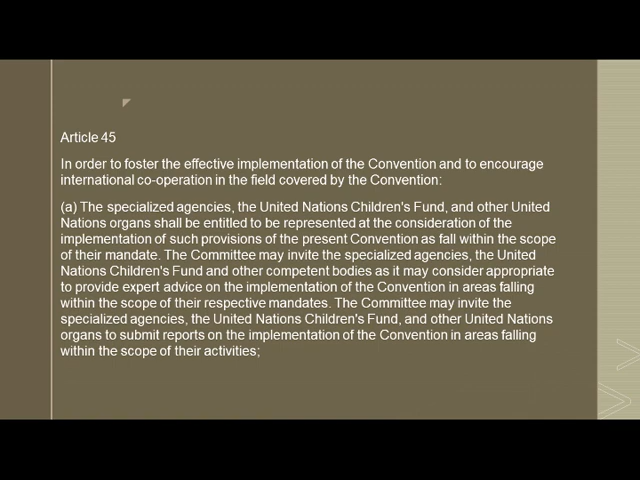 Article 45
In order to foster the effective implementation of the Convention and to encourage
international co-operation in the field covered by the Convention:
(a) The specialized agencies, the United Nations Children's Fund, and other United
Nations organs shall be entitled to be represented at the consideration of the
implementation of such provisions of the present Convention as fall within the scope
of their mandate. The Committee may invite the specialized agencies, the United
Nations Children's Fund and other competent bodies as it may consider appropriate
to provide expert advice on the implementation of the Convention in areas falling
within the scope of their respective mandates. The Committee may invite the
specialized agencies, the United Nations Children's Fund, and other United Nations
organs to submit reports on the implementation of the Convention in areas falling
within the scope of their activities;